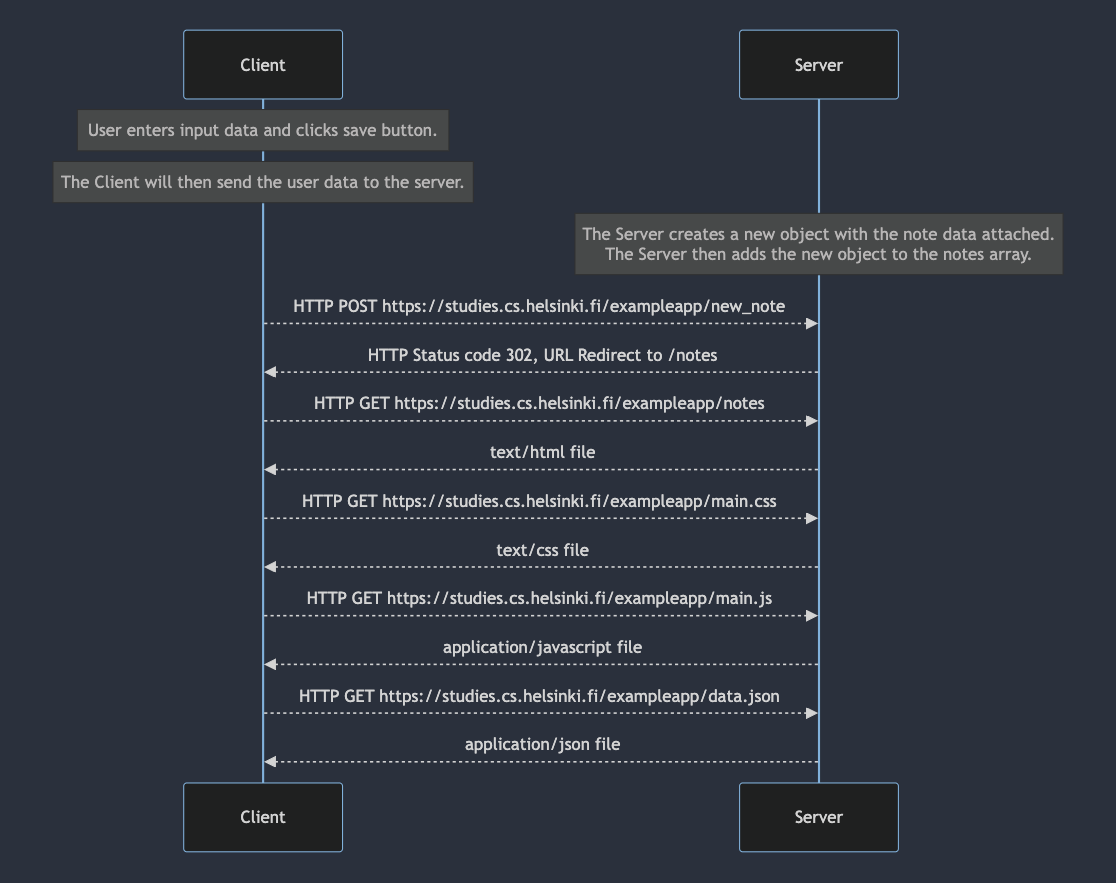 Client
Server
User enters input data and clicks save button.
The Client will then send the user data to the server.
The Server creates a new object with the note data attached.
The Server then adds the new object to the notes array.
HTTP POST https://studies.cs.helsinki.fi/exampleapp/new_note
HTTP Status code 302, URL Redirect to /notes
HTTP GET https://studies.cs.helsinki.fi/exampleapp/notes
text/html file
HTTP GET https://studies.cs.helsinki.fi/exampleapp/main.css
text/css file
HTTP GET https://studies.cs.helsinki.fi/exampleapp/main.js
application/javascript file
HTTP GET https://studies.cs.helsinki.fi/exampleapp/data.json
application/json file
Client
Server